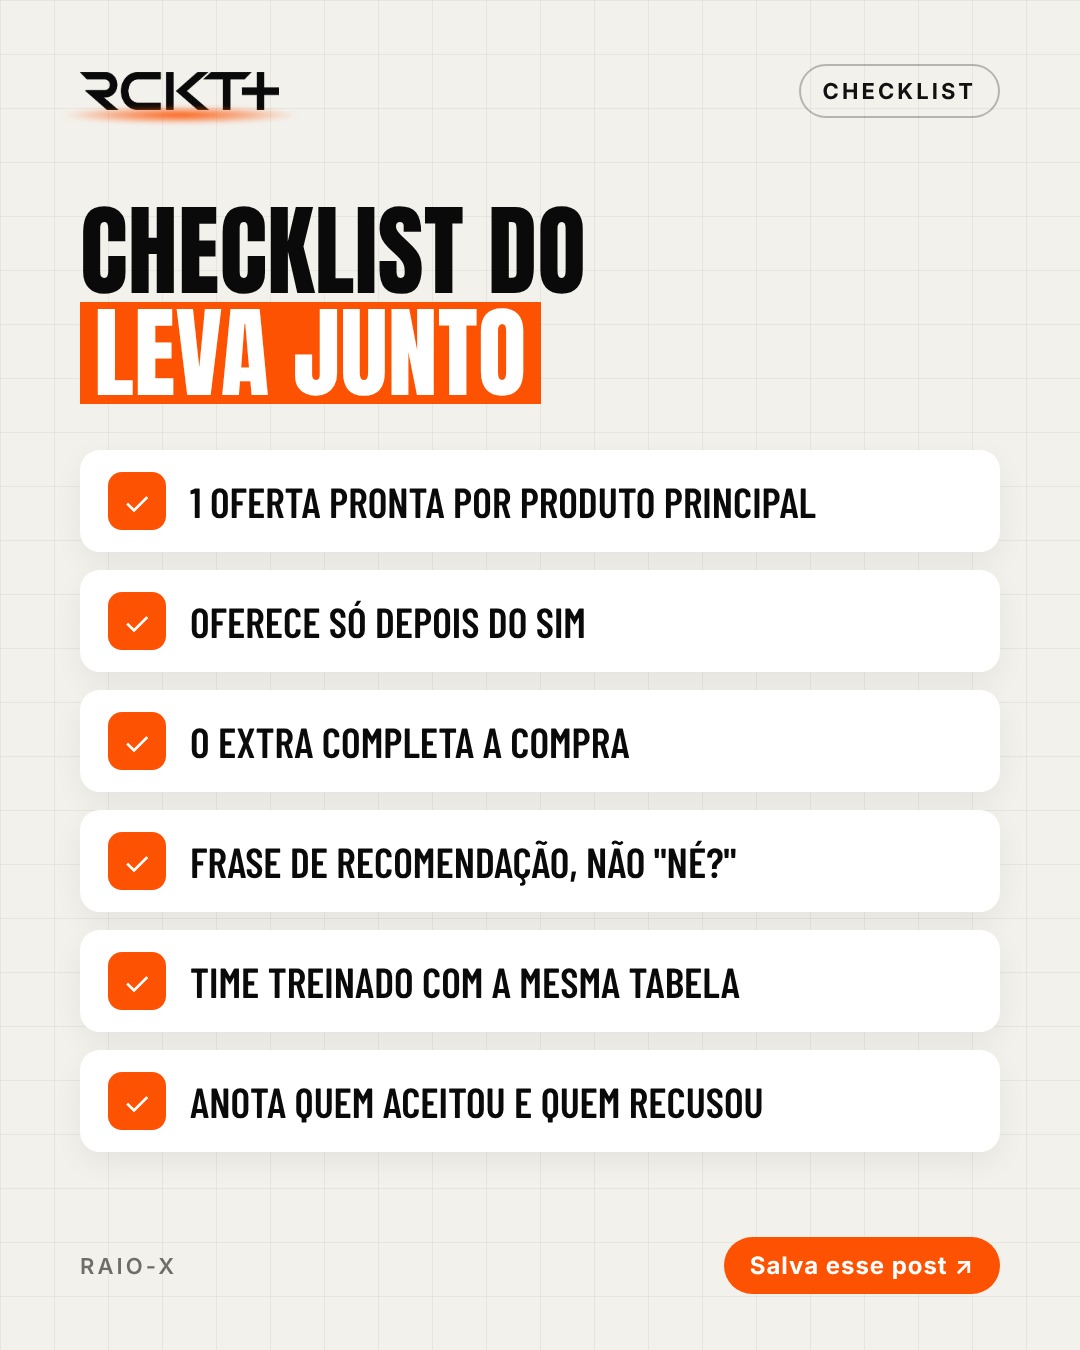 RCKT+
CHECKLIST
CHECKLIST DO
LEVA JUNTO
1 OFERTA PRONTA POR PRODUTO PRINCIPAL
OFERECE SÓ DEPOIS DO SIM
O EXTRA COMPLETA A COMPRA
FRASE DE RECOMENDAÇÃO, NÃO "NÉ?"
TIME TREINADO COM A MESMA TABELA
ANOTA QUEM ACEITOU E QUEM RECUSOU
RAIO-X
Salva esse post ↗